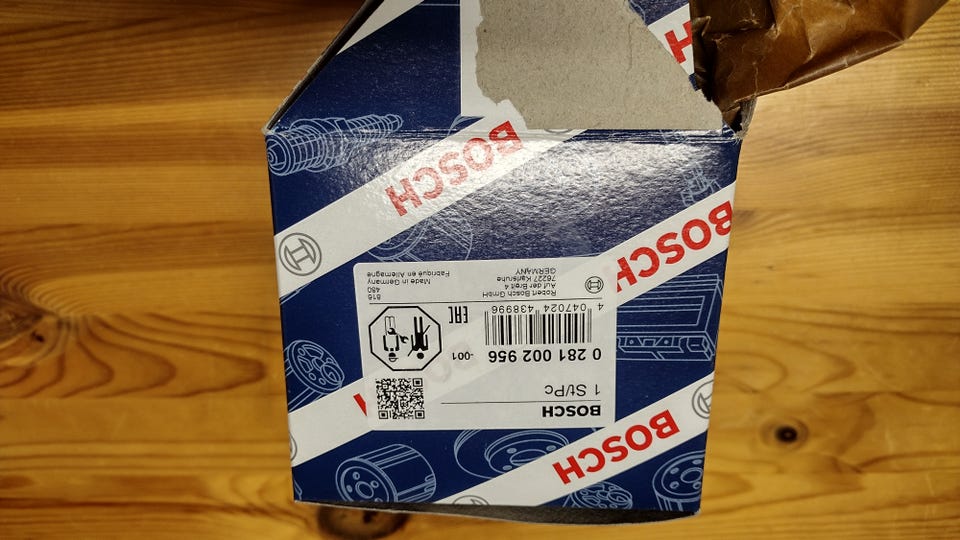 BOSCH
BOSCH
BOSCH
BOSCH
1 St/Pc
0 281 002 956 -001
4 047024 438996
EAC
Robert Bosch GmbH
Auf der Breit 4
76227 Karlsruhe
GERMANY
816
480
Made in Germany
Fabriqué en Allemagne